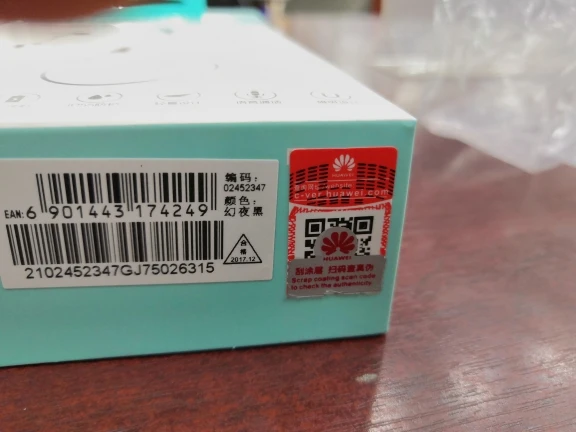 编码：
02452347
颜色：
幻夜黑
EAN: 6 901443 174249
合格
2017.12
2102452347GJ75026315
HUAWEI
c-ver.huawei.com
HUAWEI
刮涂层 扫码查真伪
Scrap coating scan code
to check the authenticity